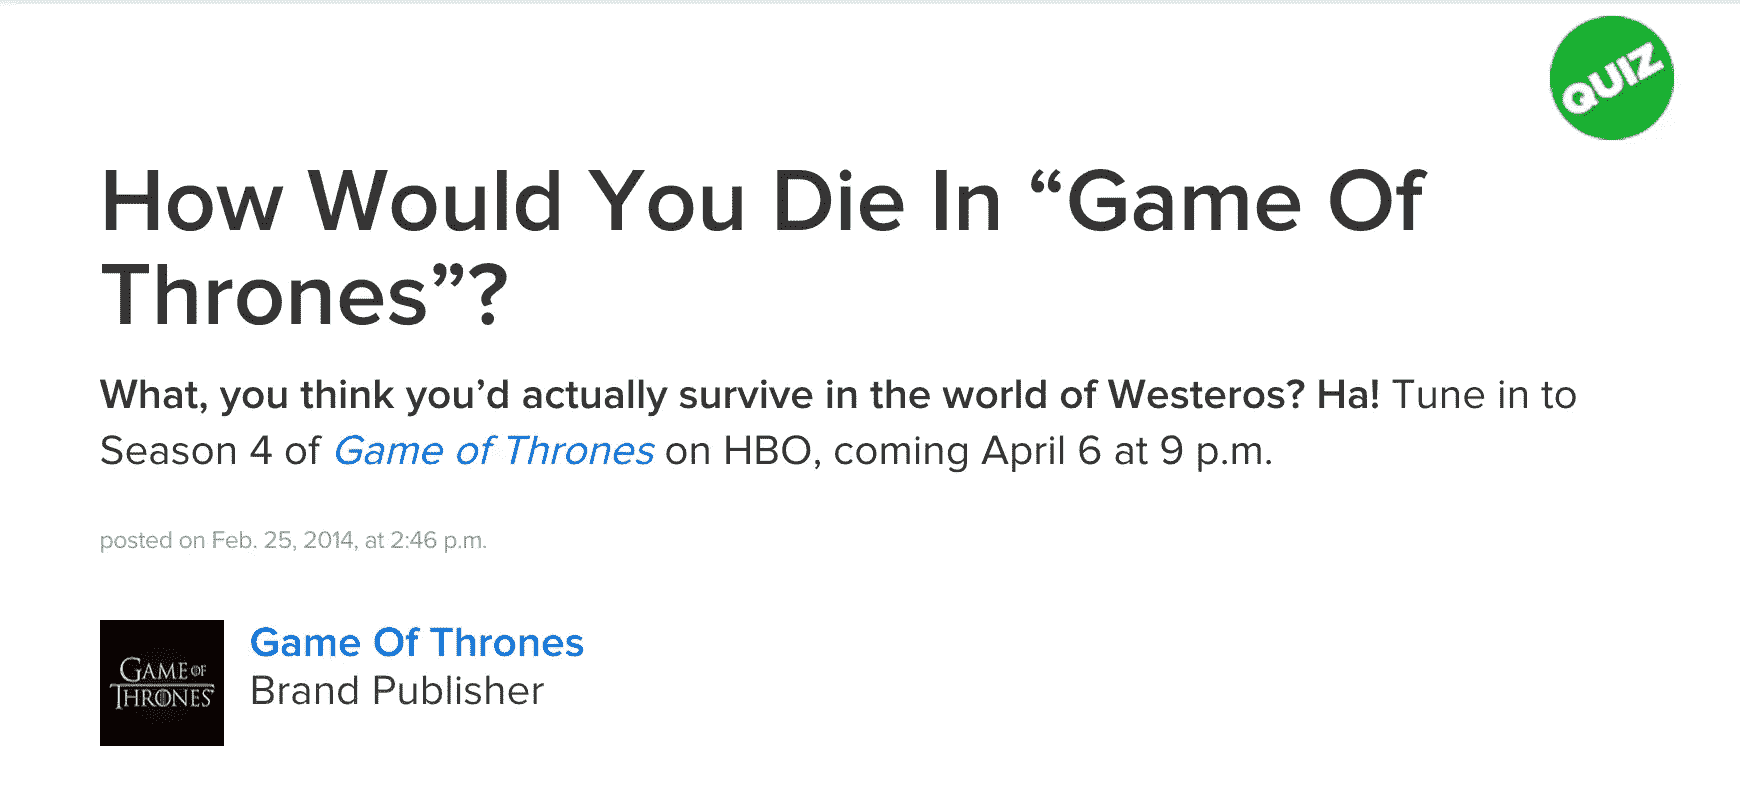 QUIZ
How Would You Die In “Game Of
Thrones”?
What, you think you’d actually survive in the world of Westeros? Ha! Tune in to
Season 4 of Game of Thrones on HBO, coming April 6 at 9 p.m.
posted on Feb. 25, 2014, at 2:46 p.m.
GAME OF
THRONES
Game Of Thrones
Brand Publisher